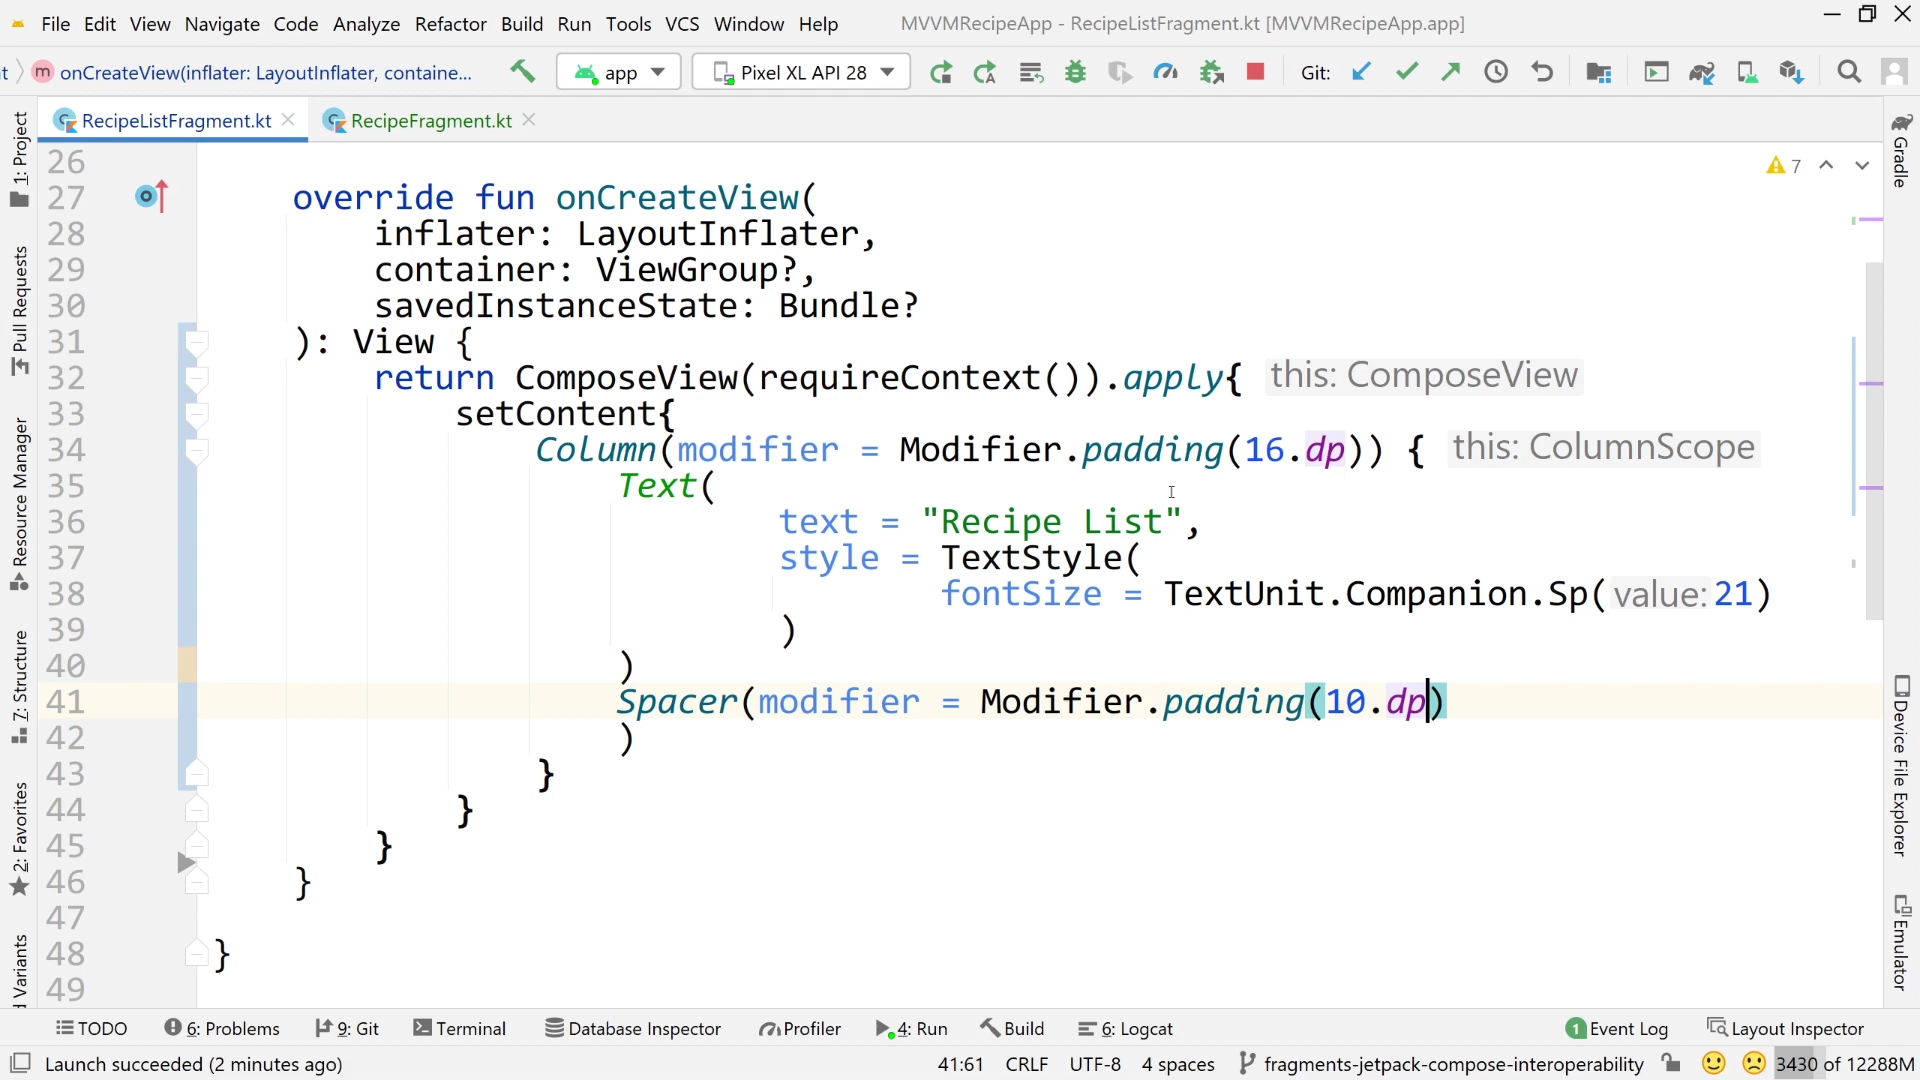 File Edit View Navigate Code Analyze Refactor Build Run Tools VCS Window Help MVVMRecipeApp - RecipeListFragment.kt [MVVMRecipeApp.app]
t m onCreateView(inflater: LayoutInflater, containe... app Pixel XL API 28 Git:
RecipeListFragment.kt RecipeFragment.kt
26 7
27 override fun onCreateView(
28 inflater: LayoutInflater,
29 container: ViewGroup?,
30 savedInstanceState: Bundle?
31 ): View {
32 return ComposeView(requireContext()).apply{ this: ComposeView
33 setContent{
34 Column(modifier = Modifier.padding(16.dp)) { this: ColumnScope
35 Text(
36 text = "Recipe List",
37 style = TextStyle(
38 fontSize = TextUnit.Companion.Sp( value: 21)
39 )
40 )
41 Spacer(modifier = Modifier.padding(10.dp)
42 )
43 }
44 }
45 }
46 }
47
48 }
49
1: Project
Pull Requests
Resource Manager
7: Structure
2: Favorites
d Variants
Gradle
Device File Explorer
Emulator
TODO 6: Problems 9: Git Terminal Database Inspector Profiler 4: Run Build 6: Logcat 1 Event Log Layout Inspector
Launch succeeded (2 minutes ago) 41:61 CRLF UTF-8 4 spaces fragments-jetpack-compose-interoperability 3430 of 12288M